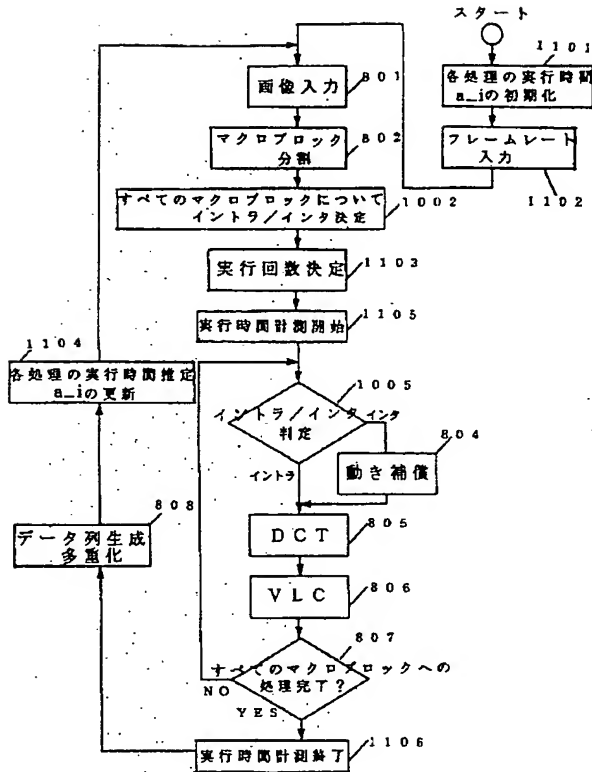 スタート
1101
各処理の実行時間
a_iの初期化
フレームレート
入力
1102
画像入力
801
マクロブロック
分割
802
すべてのマクロブロックについて
イントラ/インタ決定
1002
実行回数決定
1103
実行時間計測開始
1105
1104
各処理の実行時間推定
a_iの更新
1005
イントラ/インタ
判定
インタ
イントラ
804
動き補償
808
データ列生成
多重化
DCT
805
VLC
806
807
すべてのマクロブロックへの
処理完了?
NO
YES
実行時間計測終了
1106